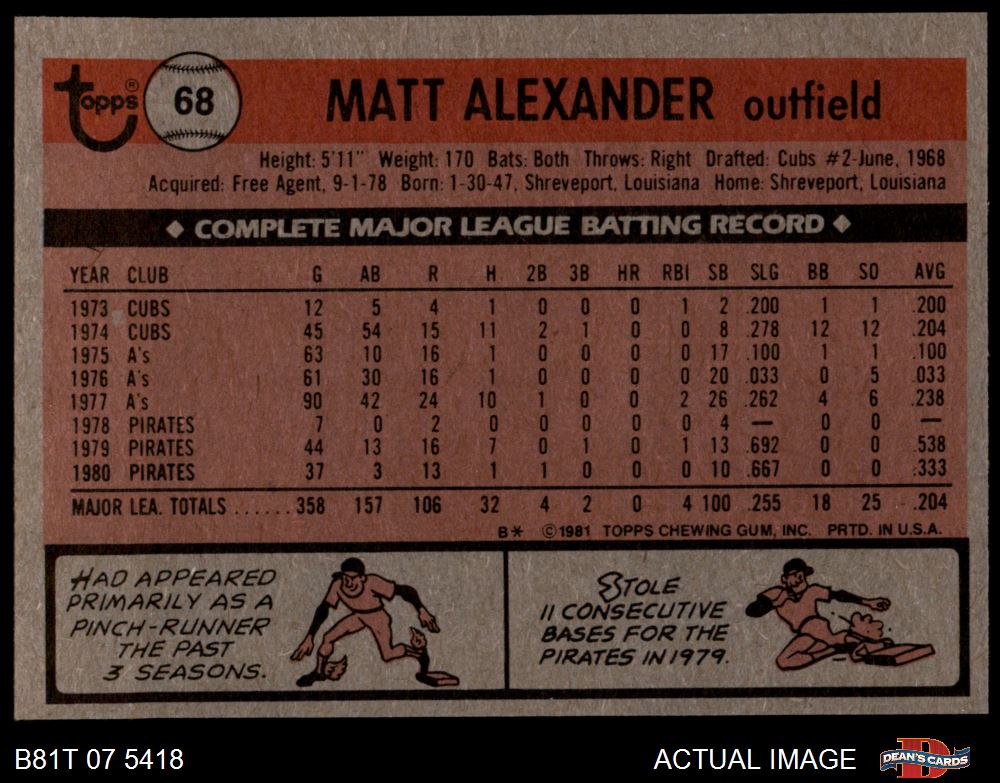 topps® 68 MATT ALEXANDER outfield
Height: 5'11" Weight: 170 Bats: Both Throws: Right Drafted: Cubs #2-June, 1968
Acquired: Free Agent, 9-1-78 Born: 1-30-47, Shreveport, Louisiana Home: Shreveport, Louisiana
◆ COMPLETE MAJOR LEAGUE BATTING RECORD ◆
YEAR CLUB G AB R H 2B 3B HR RBI SB SLG BB SO AVG
1973 CUBS 12 5 4 1 0 0 0 1 2 .200 1 1 .200
1974 CUBS 45 54 15 11 2 1 0 0 8 .278 12 12 .204
1975 A's 63 10 16 1 0 0 0 0 17 .100 1 1 .100
1976 A's 61 30 16 1 0 0 0 0 20 .033 0 5 .033
1977 A's 90 42 24 10 1 0 0 2 26 .262 4 6 .238
1978 PIRATES 7 0 2 0 0 0 0 0 4 — 0 0 —
1979 PIRATES 44 13 16 7 0 1 0 1 13 .692 0 0 .538
1980 PIRATES 37 3 13 1 1 0 0 0 10 .667 0 0 .333
MAJOR LEA. TOTALS ...... 358 157 106 32 4 2 0 4 100 .255 18 25 .204
B* ©1981 TOPPS CHEWING GUM, INC. PRTD. IN U.S.A.
HAD APPEARED
PRIMARILY AS A
PINCH-RUNNER
THE PAST
3 SEASONS.
STOLE
11 CONSECUTIVE
BASES FOR THE
PIRATES IN 1979.
B81T 07 5418 ACTUAL IMAGE DEAN'S CARDS